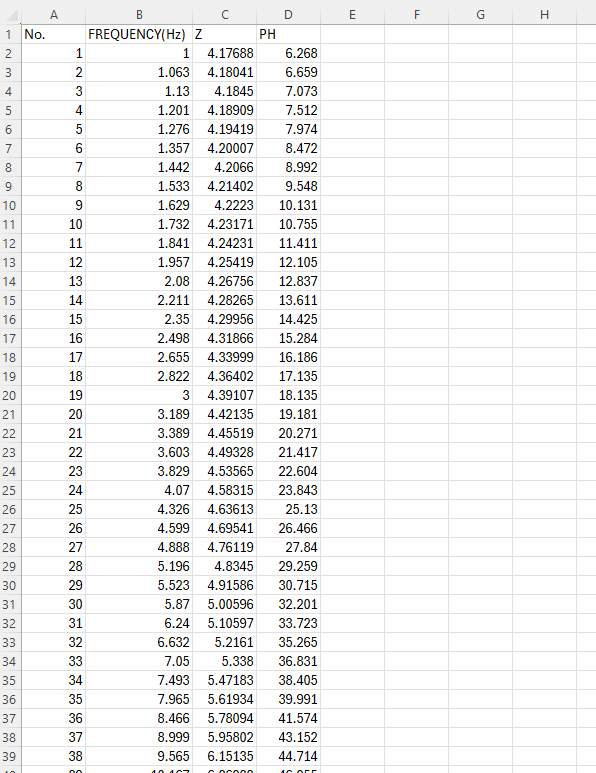 A B C D E F G H
1 No. FREQUENCY(Hz) Z PH
2 1 1 4.17688 6.268
3 2 1.063 4.18041 6.659
4 3 1.13 4.1845 7.073
5 4 1.201 4.18909 7.512
6 5 1.276 4.19419 7.974
7 6 1.357 4.20007 8.472
8 7 1.442 4.2066 8.992
9 8 1.533 4.21402 9.548
10 9 1.629 4.2223 10.131
11 10 1.732 4.23171 10.755
12 11 1.841 4.24231 11.411
13 12 1.957 4.25419 12.105
14 13 2.08 4.26756 12.837
15 14 2.211 4.28265 13.611
16 15 2.35 4.29956 14.425
17 16 2.498 4.31866 15.284
18 17 2.655 4.33999 16.186
19 18 2.822 4.36402 17.135
20 19 3 4.39107 18.135
21 20 3.189 4.42135 19.181
22 21 3.389 4.45519 20.271
23 22 3.603 4.49328 21.417
24 23 3.829 4.53565 22.604
25 24 4.07 4.58315 23.843
26 25 4.326 4.63613 25.13
27 26 4.599 4.69541 26.466
28 27 4.888 4.76119 27.84
29 28 5.196 4.8345 29.259
30 29 5.523 4.91586 30.715
31 30 5.87 5.00596 32.201
32 31 6.24 5.10597 33.723
33 32 6.632 5.2161 35.265
34 33 7.05 5.338 36.831
35 34 7.493 5.47183 38.405
36 35 7.965 5.61934 39.991
37 36 8.466 5.78094 41.574
38 37 8.999 5.95802 43.152
39 38 9.565 6.15135 44.714